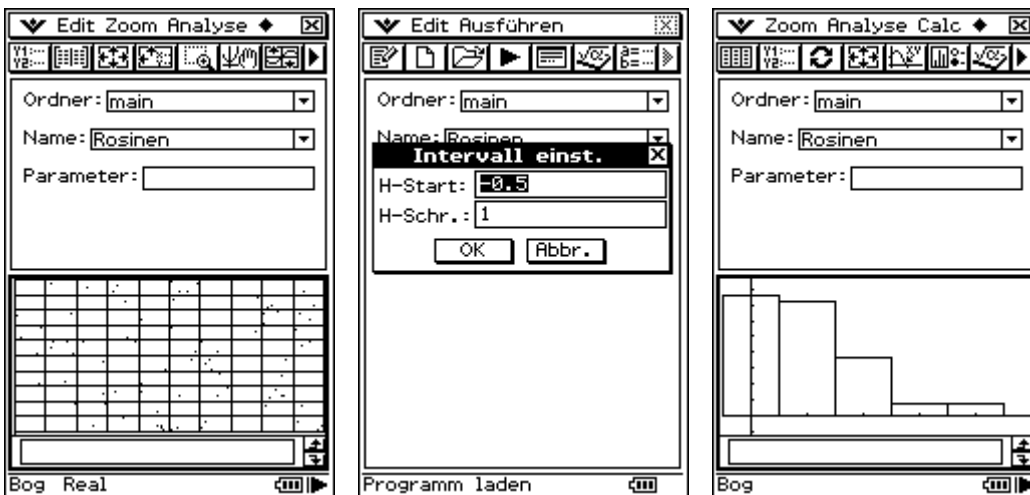 Edit Zoom Analyse
Ordner: main
Name: Rosinen
Parameter:
Bog Real
Edit Ausführen
Ordner: main
Name: Rosinen
Intervall einst.
H-Start: -0.5
H-Schr.: 1
OK Abbr.
Programm laden
Zoom Analyse Calc
Ordner: main
Name: Rosinen
Parameter:
Bog